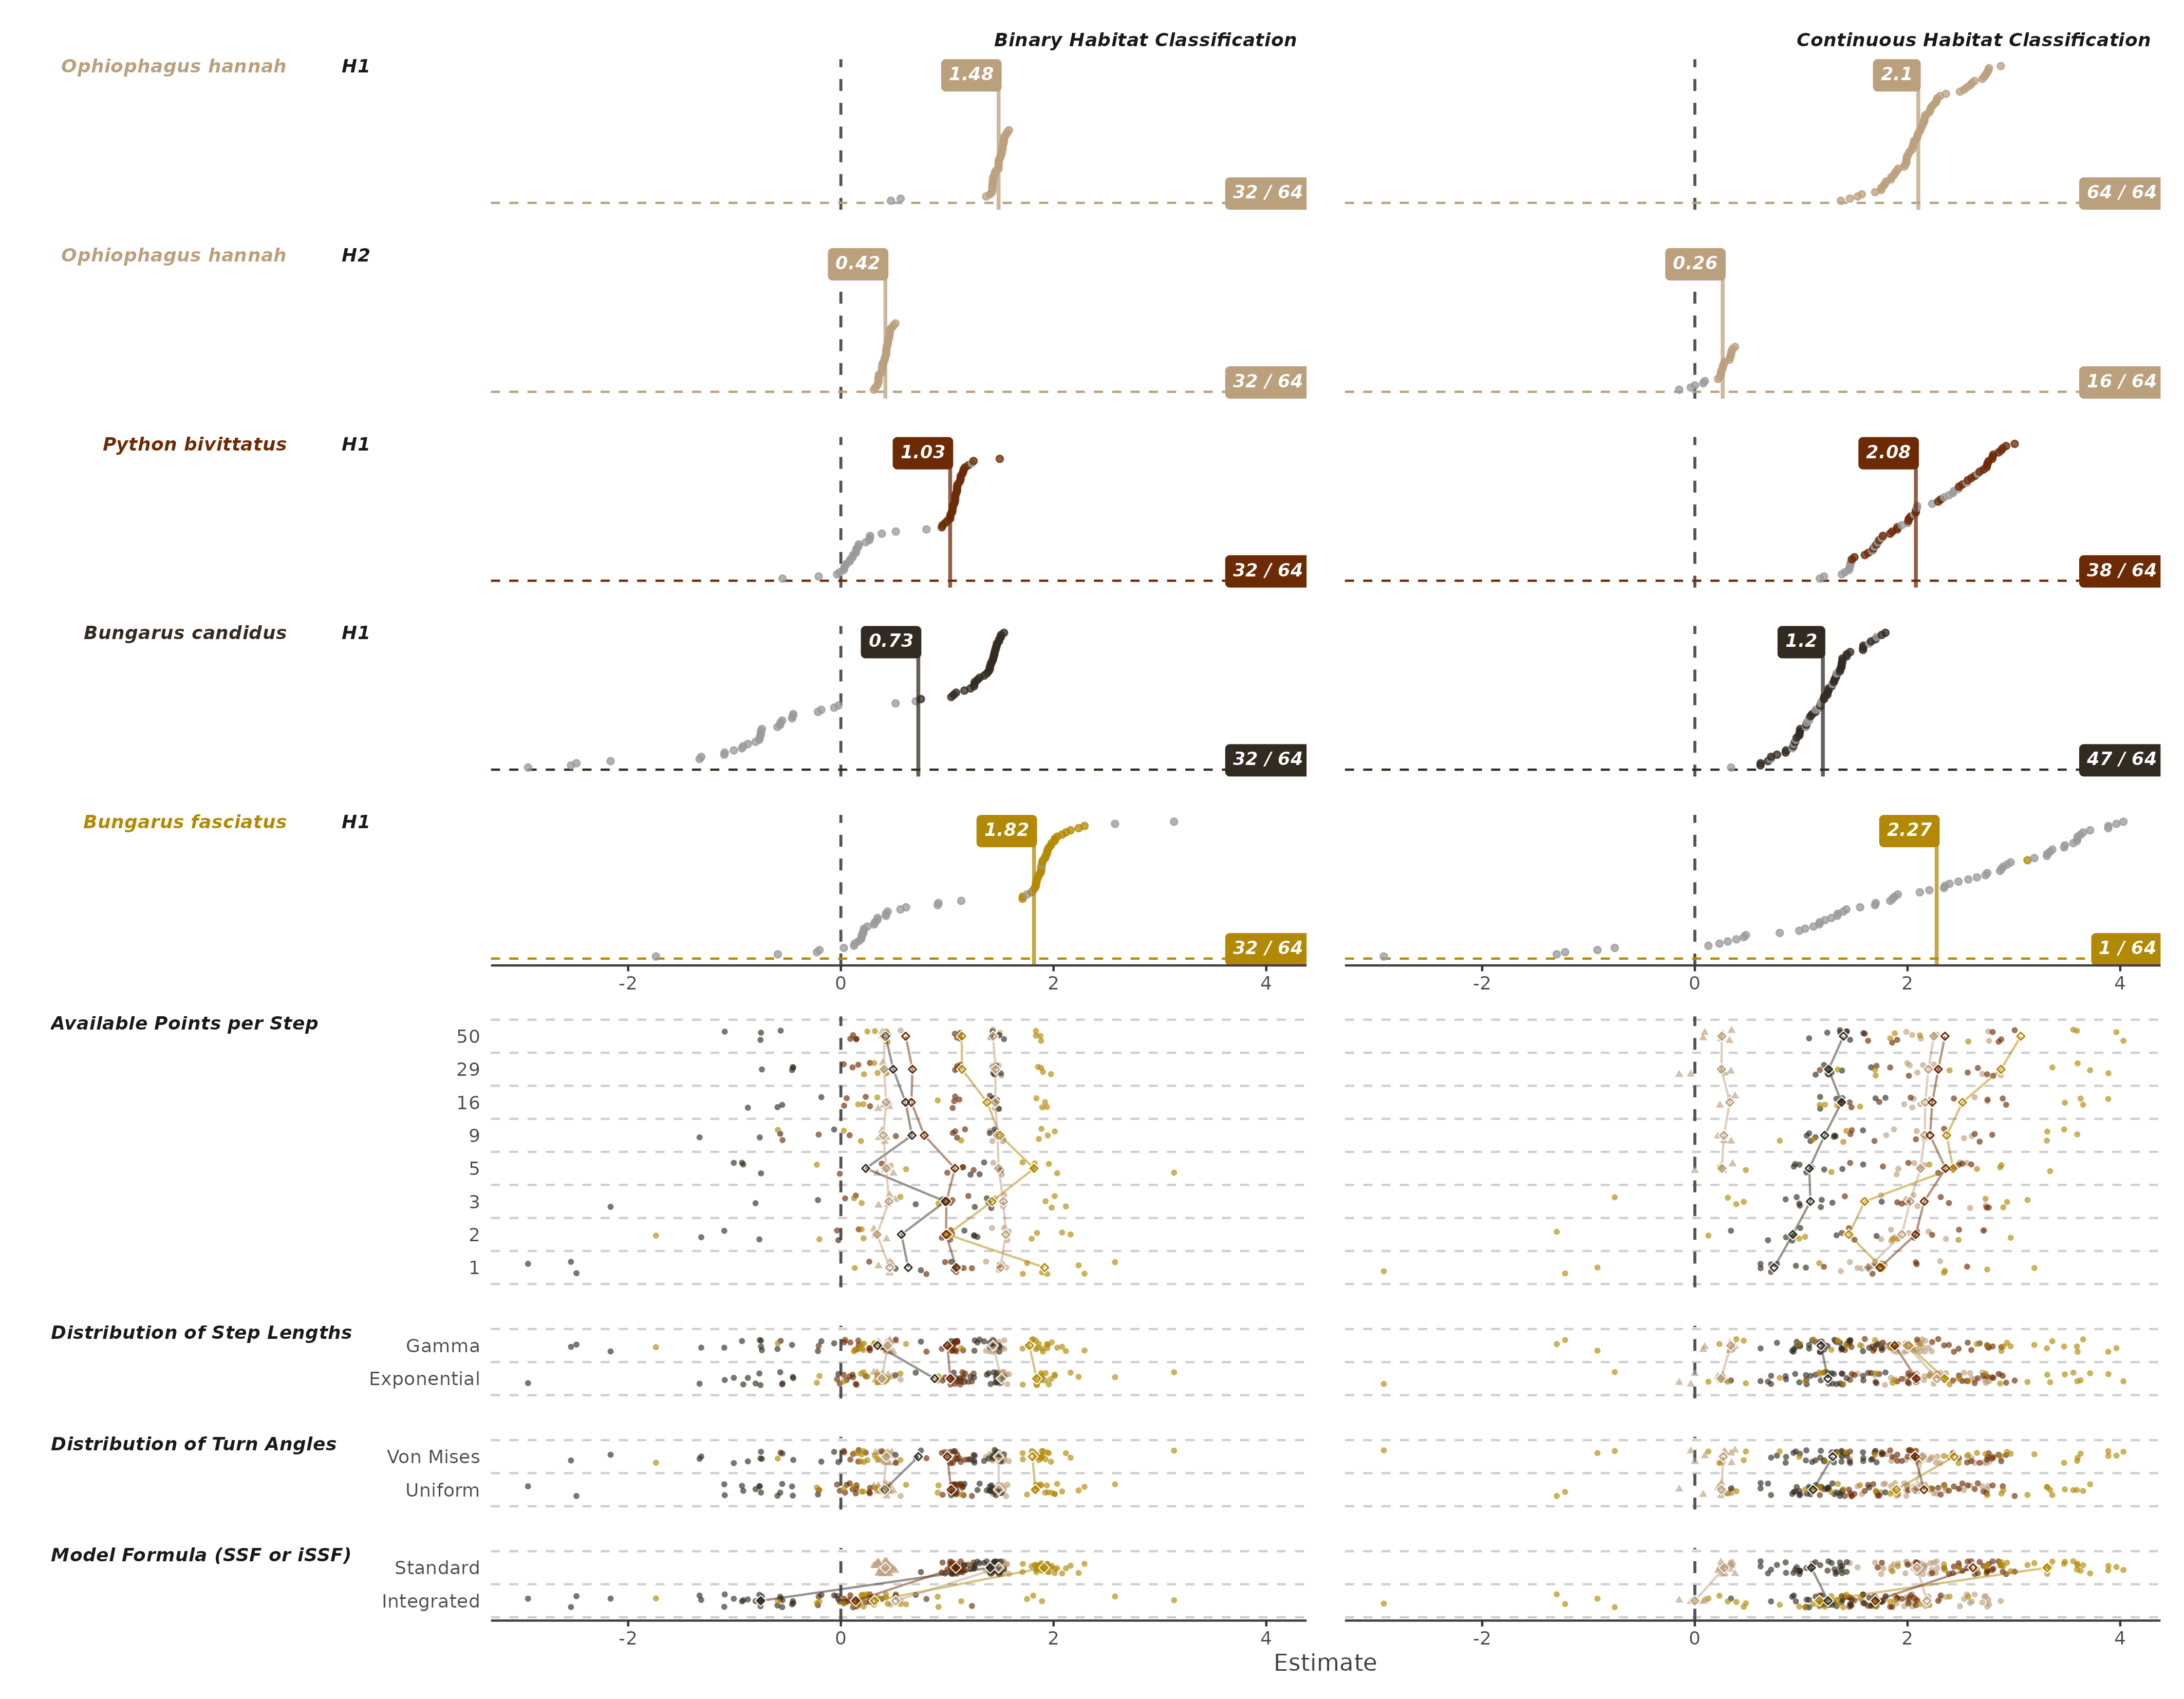 Binary Habitat Classification
Continuous Habitat Classification
Ophiophagus hannah H1
1.48
2.1
32 / 64
64 / 64
Ophiophagus hannah H2
0.42
0.26
32 / 64
16 / 64
Python bivittatus H1
1.03
2.08
32 / 64
38 / 64
Bungarus candidus H1
0.73
1.2
32 / 64
47 / 64
Bungarus fasciatus H1
1.82
2.27
32 / 64
1 / 64
-2 0 2 4
-2 0 2 4
Available Points per Step
50
29
16
9
5
3
2
1
Distribution of Step Lengths
Gamma
Exponential
Distribution of Turn Angles
Von Mises
Uniform
Model Formula (SSF or iSSF)
Standard
Integrated
-2 0 2 4
-2 0 2 4
Estimate